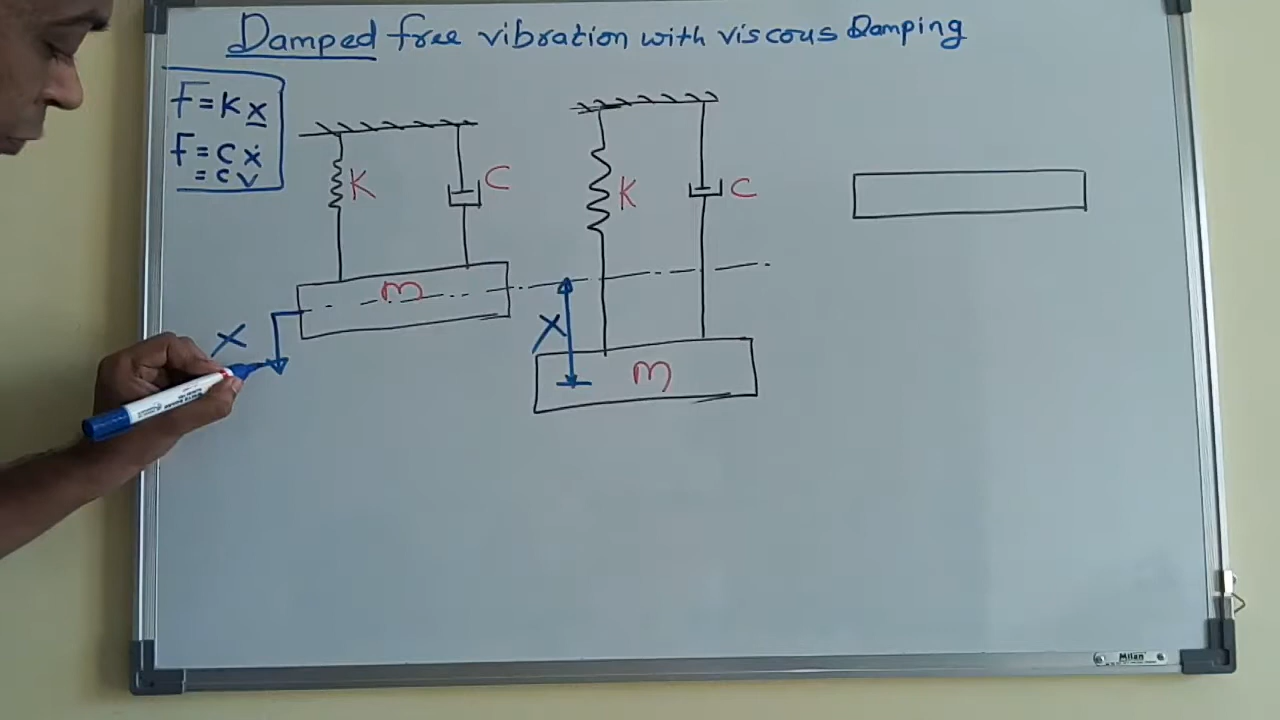 Damped free vibration with viscous Damping
F = K x
F = C ẋ
= C V
K
C
m
X
K
C
X
m
Milan